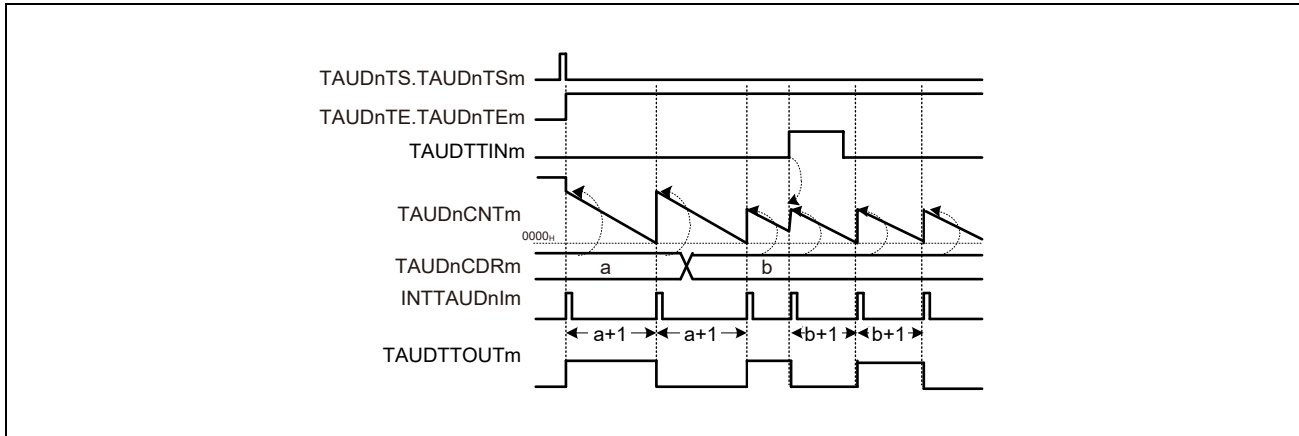 TAUDnTS.TAUDnTSm
TAUDnTE.TAUDnTEm
TAUDTTINm
TAUDnCNTm
0000H
TAUDnCDRm
a
b
INTTAUDnIm
a+1
a+1
b+1
b+1
TAUDTTOUTm